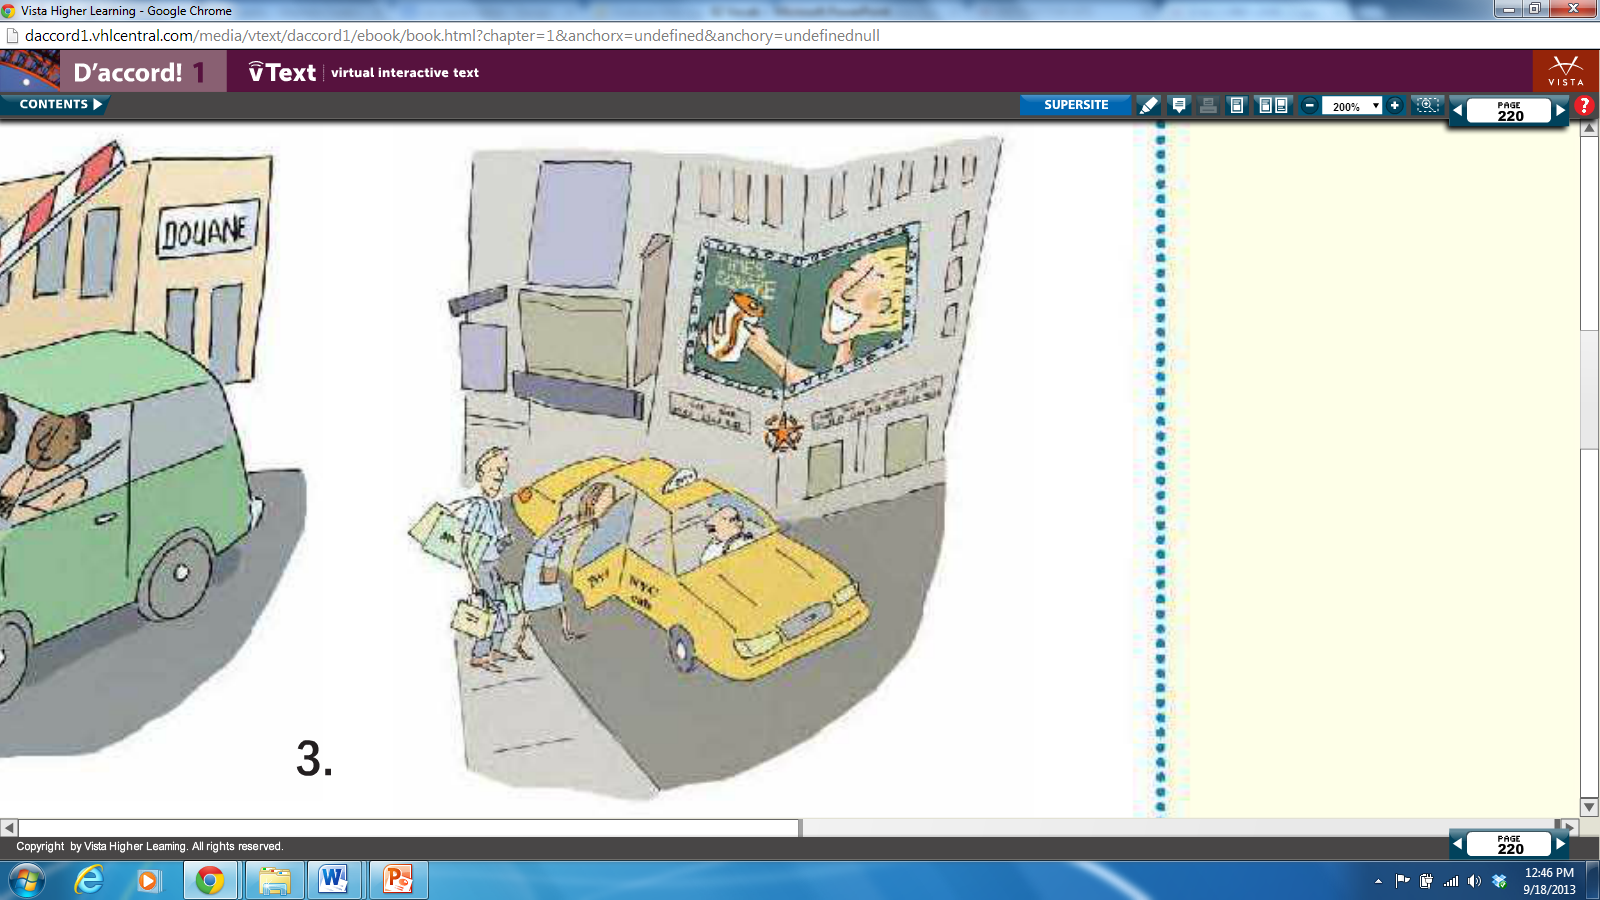 Vista Higher Learning - Google Chrome
daccord1.vhlcentral.com/media/vtext/daccord1/ebook/book.html?chapter=1&anchorx=undefined&anchory=undefinednull
D'accord! 1 vText virtual interactive text
VISTA
CONTENTS SUPERSITE 200% PAGE 220 ?
DOUANE
TIMES
SQUARE
NYC
cab
3.
Copyright by Vista Higher Learning. All rights reserved.
PAGE
220
12:46 PM
9/18/2013